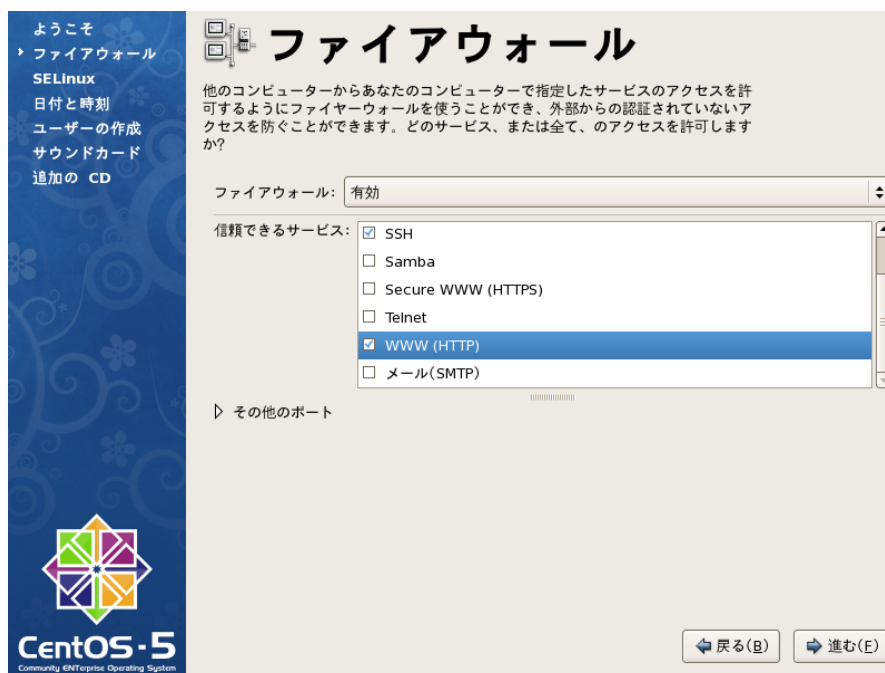 ようこそ
ファイアウォール
SELinux
日付と時刻
ユーザーの作成
サウンドカード
追加の CD
CentOS-5
Community ENTerprise Operating System
ファイアウォール
他のコンピューターからあなたのコンピューターで指定したサービスのアクセスを許
可するようにファイヤーウォールを使うことができ、外部からの認証されていないア
クセスを防ぐことができます。どのサービス、または全て、のアクセスを許可します
か?
ファイアウォール: 有効
信頼できるサービス:
SSH
Samba
Secure WWW (HTTPS)
Telnet
WWW (HTTP)
メール(SMTP)
その他のポート
戻る(B)
進む(F)